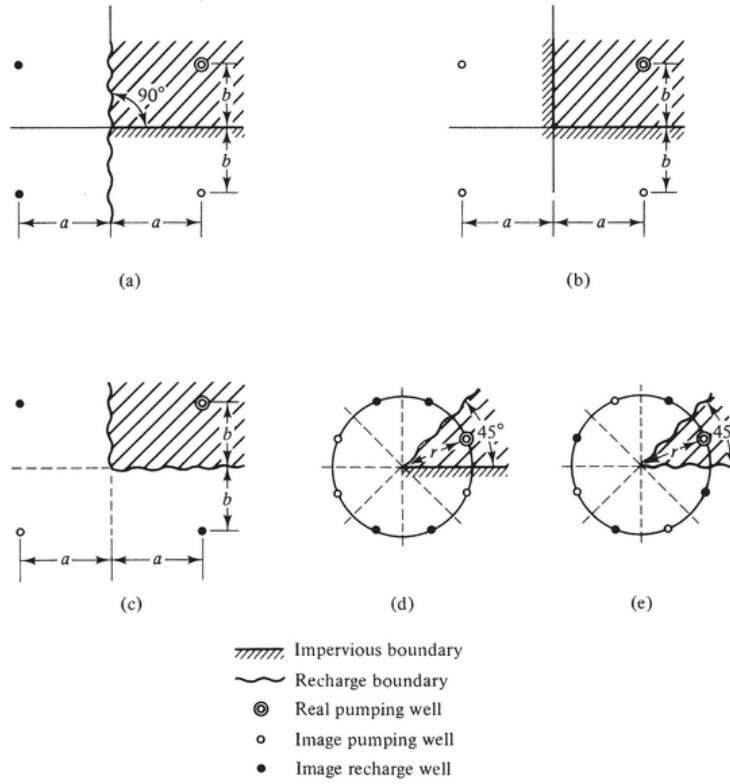 90°
b
b
a
a
(a)
b
b
a
a
(b)
b
b
a
a
(c)
45°
r
(d)
45
r
(e)
Impervious boundary
Recharge boundary
Real pumping well
Image pumping well
Image recharge well